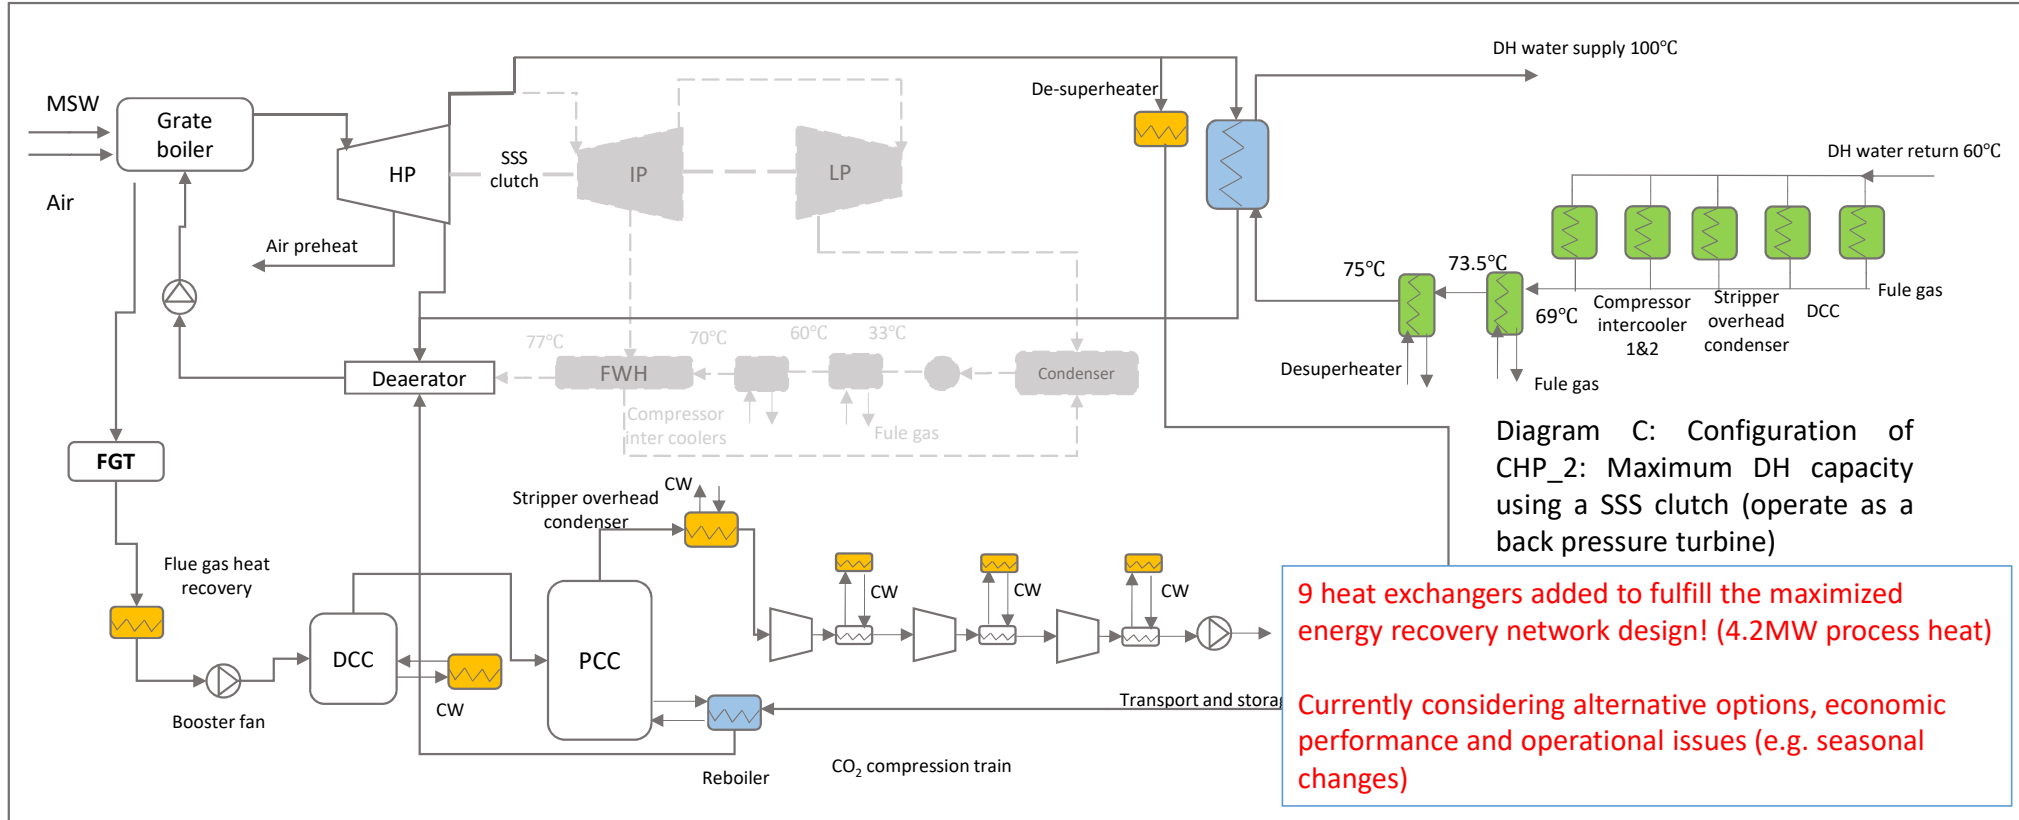 DH water supply 100℃
De-superheater
MSW
Grate
boiler
SSS
clutch
HP
IP
LP
DH water return 60℃
Air
Air preheat
75℃
73.5℃
69℃
Compressor
intercooler
1&2
Stripper
overhead
condenser
DCC
Fule gas
Desuperheater
Fule gas
77℃
70℃
60℃
33℃
Deaerator
FWH
Condenser
Compressor
inter coolers
Fule gas
FGT
Diagram C: Configuration of
CHP_2: Maximum DH capacity
using a SSS clutch (operate as a
back pressure turbine)
Stripper overhead
condenser
CW
Flue gas heat
recovery
CW
CW
CW
DCC
PCC
CW
Booster fan
Transport and storag
Reboiler
CO₂ compression train
9 heat exchangers added to fulfill the maximized
energy recovery network design! (4.2MW process heat)
Currently considering alternative options, economic
performance and operational issues (e.g. seasonal
changes)